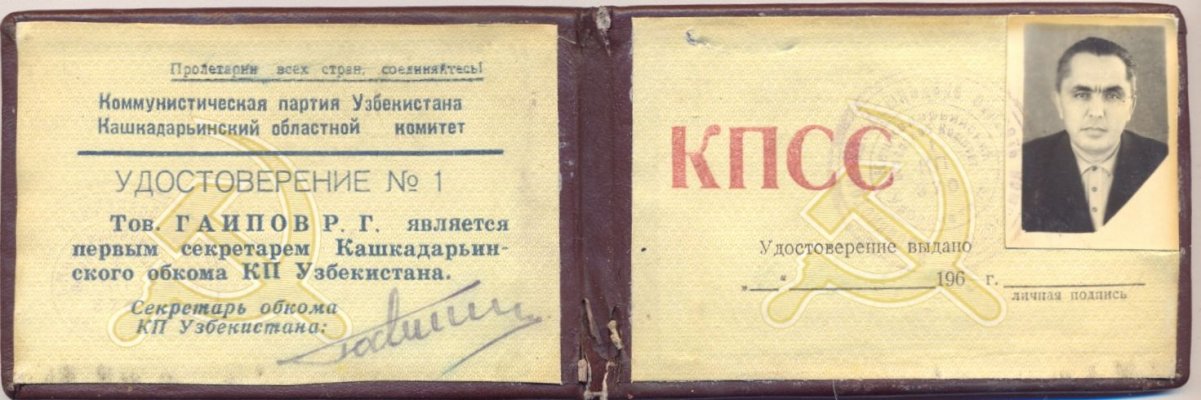 Пролетарии всех стран, соединяйтесь!
Коммунистическая партия Узбекистана
Кашкадарьинский областной комитет
УДОСТОВЕРЕНИЕ № 1
Тов. ГАИПОВ Р. Г. является
первым секретарем Кашкадарьин-
ского обкома КП Узбекистана.
Секретарь обкома
КП Узбекистана:
КПСС
Удостоверение выдано
„ “ 196 г.
личная подпись